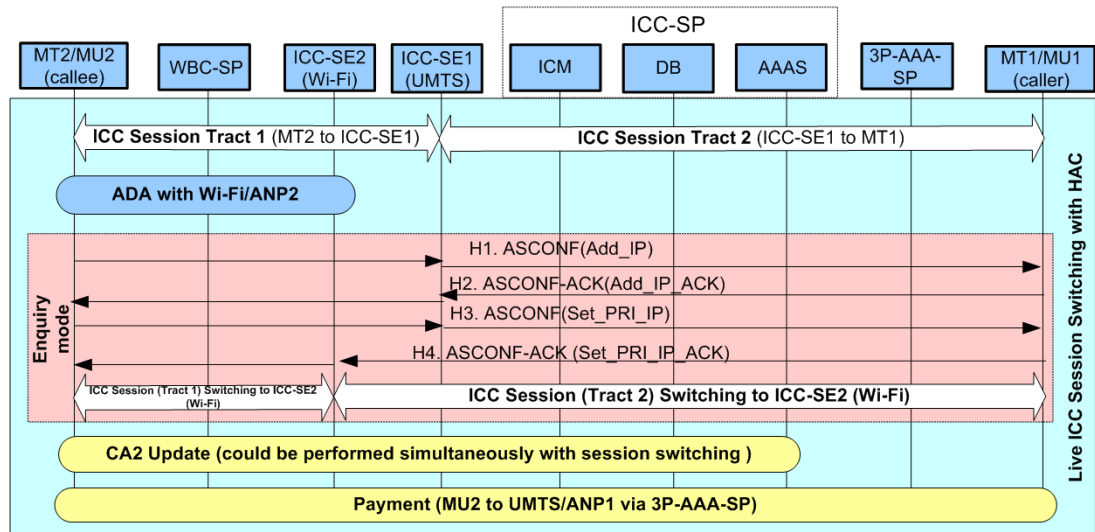 ICC-SP
MT2/MU2
(callee)
WBC-SP
ICC-SE2
(Wi-Fi)
ICC-SE1
(UMTS)
ICM
DB
AAAS
3P-AAA-
SP
MT1/MU1
(caller)
ICC Session Tract 1 (MT2 to ICC-SE1)
ICC Session Tract 2 (ICC-SE1 to MT1)
ADA with Wi-Fi/ANP2
Enquiry
mode
H1. ASCONF(Add_IP)
H2. ASCONF-ACK(Add_IP_ACK)
H3. ASCONF(Set_PRI_IP)
H4. ASCONF-ACK (Set_PRI_IP_ACK)
ICC Session (Tract 1) Switching to ICC-SE2
(Wi-Fi)
ICC Session (Tract 2) Switching to ICC-SE2 (Wi-Fi)
CA2 Update (could be performed simultaneously with session switching )
Payment (MU2 to UMTS/ANP1 via 3P-AAA-SP)
Live ICC Session Switching with HAC